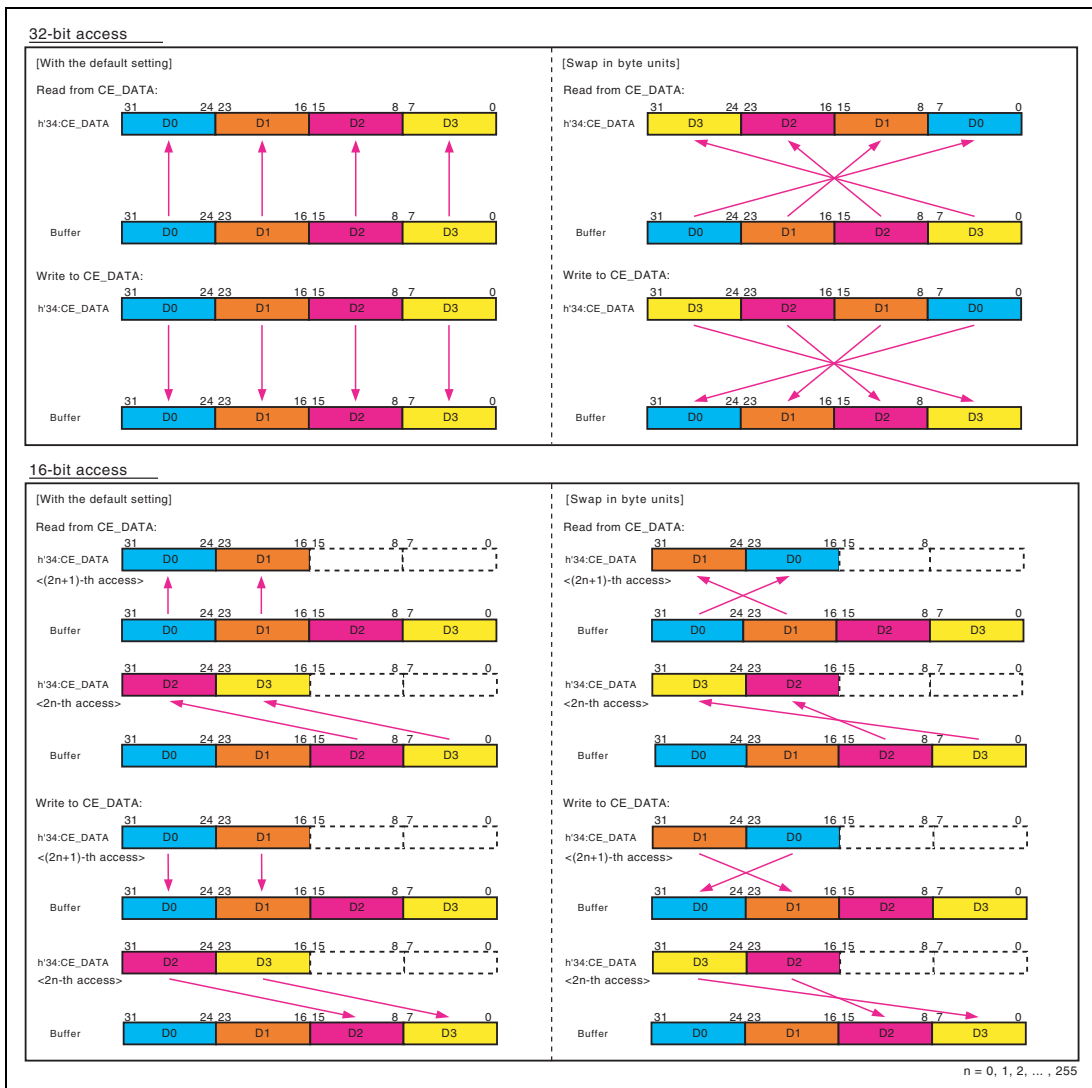 32-bit access
[With the default setting]
Read from CE_DATA:
31 24 23 16 15 8 7 0
h'34:CE_DATA D0 D1 D2 D3
31 24 23 16 15 8 7 0
Buffer D0 D1 D2 D3
Write to CE_DATA:
31 24 23 16 15 8 7 0
h'34:CE_DATA D0 D1 D2 D3
31 24 23 16 15 8 7 0
Buffer D0 D1 D2 D3
[Swap in byte units]
Read from CE_DATA:
31 24 23 16 15 8 7 0
h'34:CE_DATA D3 D2 D1 D0
31 24 23 16 15 8 7 0
Buffer D0 D1 D2 D3
Write to CE_DATA:
31 24 23 16 15 8 7 0
h'34:CE_DATA D3 D2 D1 D0
31 24 23 16 15 8 0
Buffer D0 D1 D2 D3
16-bit access
[With the default setting]
Read from CE_DATA:
31 24 23 16 15 8 7 0
h'34:CE_DATA D0 D1
<(2n+1)-th access>
31 24 23 16 15 8 7 0
Buffer D0 D1 D2 D3
31 24 23 16 15 8 7 0
h'34:CE_DATA D2 D3
<2n-th access>
31 24 23 16 15 8 7 0
Buffer D0 D1 D2 D3
Write to CE_DATA:
31 24 23 16 15 8 7 0
h'34:CE_DATA D0 D1
<(2n+1)-th access>
31 24 23 16 15 8 7 0
Buffer D0 D1 D2 D3
31 24 23 16 15 8 7 0
h'34:CE_DATA D2 D3
<2n-th access>
31 24 23 16 15 8 7 0
Buffer D0 D1 D2 D3
[Swap in byte units]
Read from CE_DATA:
31 24 23 16 15 8
h'34:CE_DATA D1 D0
<(2n+1)-th access>
31 24 23 16 15 8 7 0
Buffer D0 D1 D2 D3
31 24 23 16 15 8 7 0
h'34:CE_DATA D3 D2
<2n-th access>
31 24 23 16 15 8 7 0
Buffer D0 D1 D2 D3
Write to CE_DATA:
31 24 23 16 15 8 7 0
h'34:CE_DATA D1 D0
<(2n+1)-th access>
31 24 23 16 15 8 7 0
Buffer D0 D1 D2 D3
31 24 23 16 15 8 7 0
h'34:CE_DATA D3 D2
<2n-th access>
31 24 23 16 15 8 7 0
Buffer D0 D1 D2 D3
n = 0, 1, 2, ... , 255